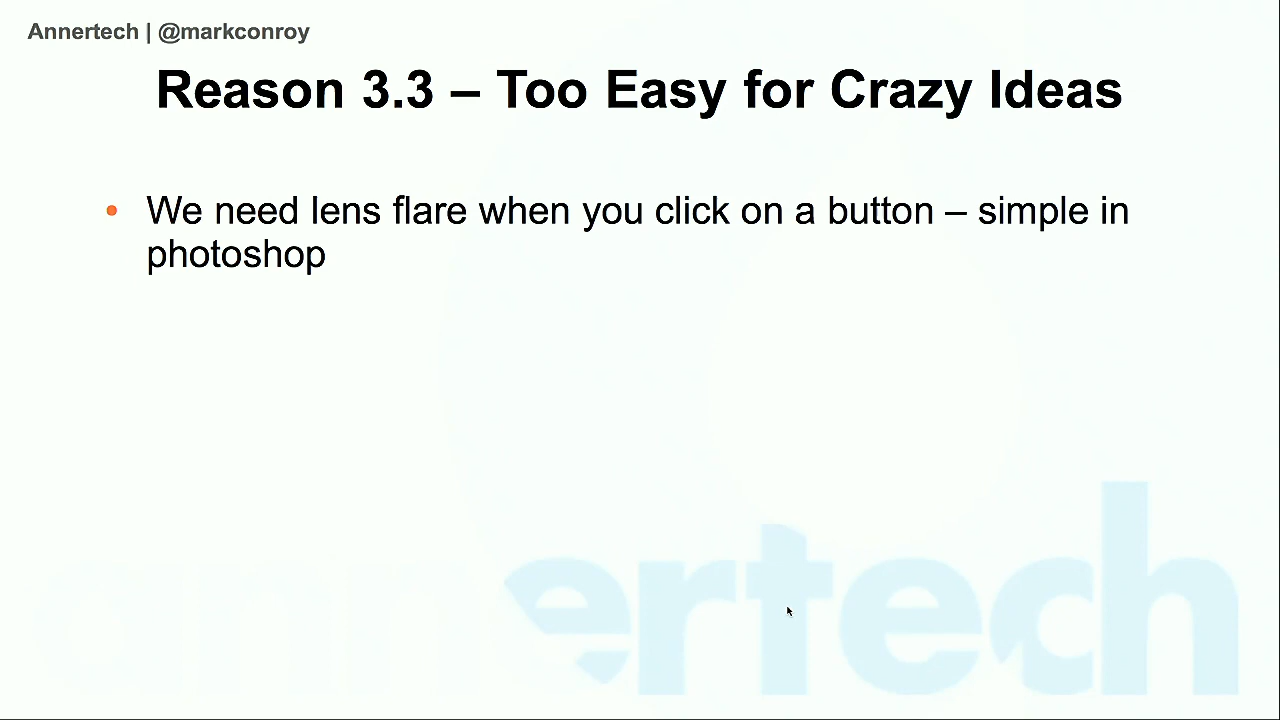 Annertech | @markconroy
Reason 3.3 – Too Easy for Crazy Ideas
• We need lens flare when you click on a button – simple in
photoshop
annertech